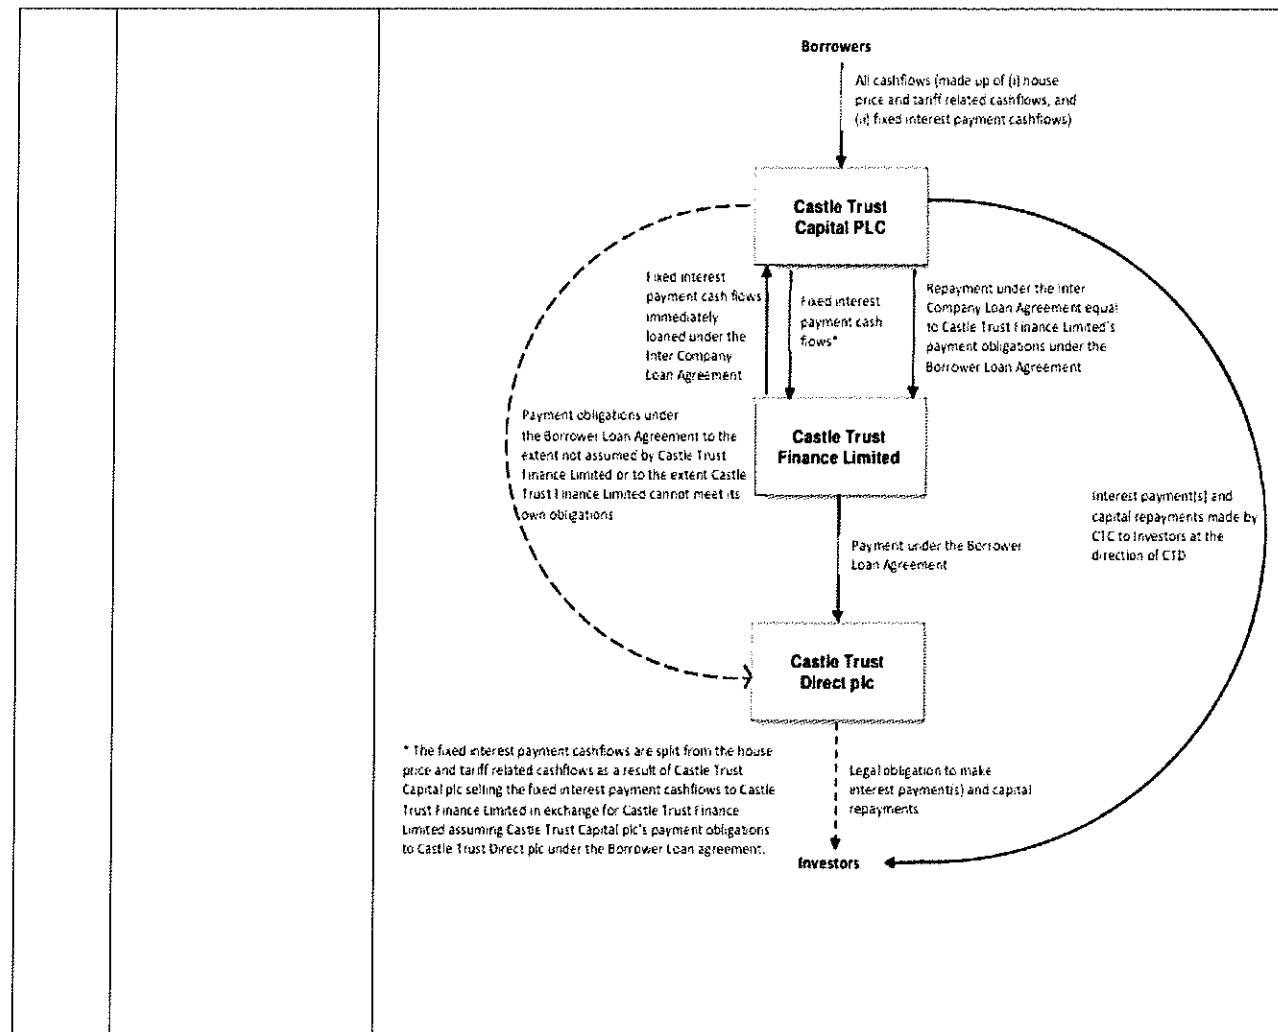 Borrowers
All cashflows (made up of (i) house
price and tariff related cashflows, and
(ii) fixed interest payment cashflows)
Castle Trust
Capital PLC
Fixed interest
payment cash flows
immediately
loaned under the
Inter Company
Loan Agreement
Fixed interest
payment cash
flows*
Repayment under the Inter
Company Loan Agreement equal
to Castle Trust Finance Limited's
payment obligations under the
Borrower Loan Agreement
Payment obligations under
the Borrower Loan Agreement to the
extent not assumed by Castle Trust
Finance Limited or to the extent Castle
Trust Finance Limited cannot meet its
own obligations
Castle Trust
Finance Limited
Interest payment(s) and
capital repayments made by
CTC to Investors at the
direction of CTD
Payment under the Borrower
Loan Agreement
Castle Trust
Direct plc
* The fixed interest payment cashflows are split from the house
price and tariff related cashflows as a result of Castle Trust
Capital plc selling the fixed interest payment cashflows to Castle
Trust Finance Limited in exchange for Castle Trust Finance
Limited assuming Castle Trust Capital plc's payment obligations
to Castle Trust Direct plc under the Borrower Loan agreement.
Legal obligation to make
interest payment(s) and capital
repayments
Investors